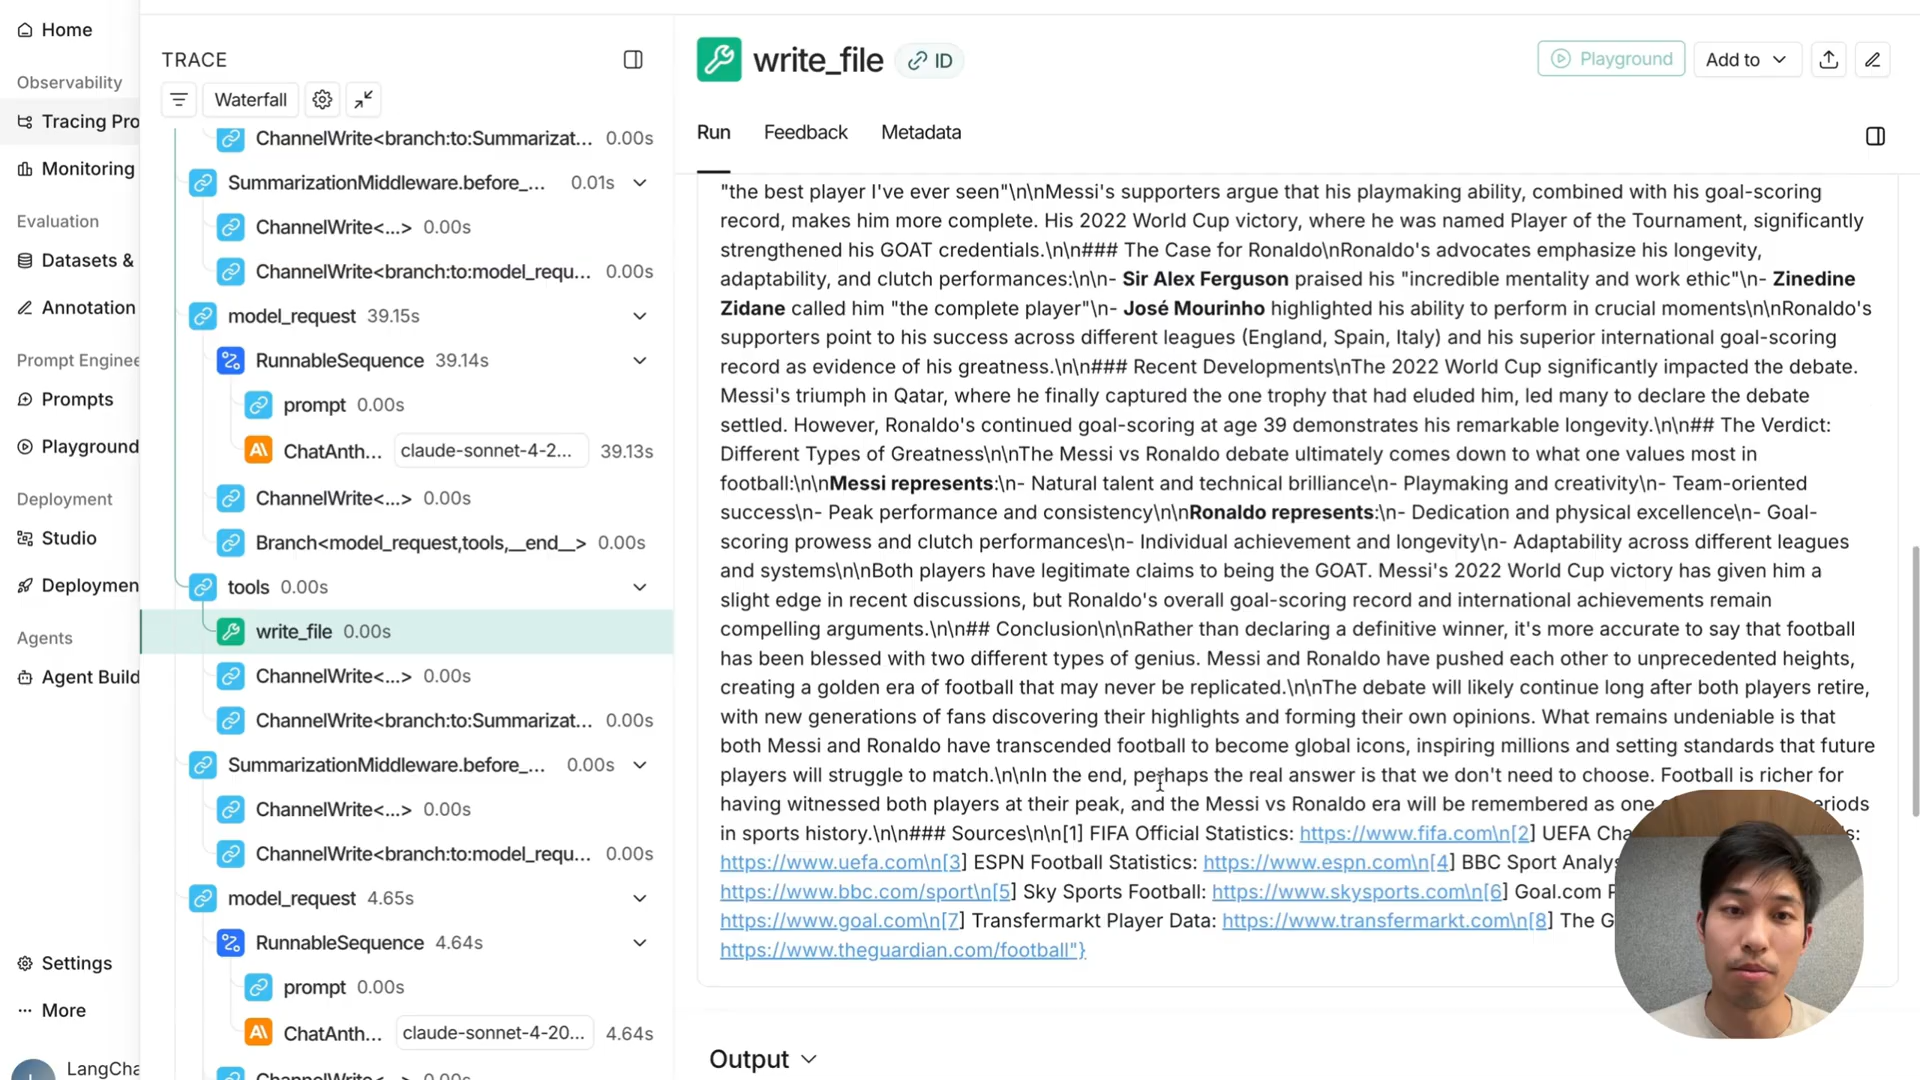 Home
Observability
Tracing Pro
Monitoring
Evaluation
Datasets &
Annotation
Prompt Enginee
Prompts
Playground
Deployment
Studio
Deploymen
Agents
Agent Build
Settings
More
LangCha
TRACE
Waterfall
ChannelWrite<branch:to:Summarizat... 0.00s
SummarizationMiddleware.before_... 0.01s
ChannelWrite<...> 0.00s
ChannelWrite<branch:to:model_requ... 0.00s
model_request 39.15s
RunnableSequence 39.14s
prompt 0.00s
ChatAnth... claude-sonnet-4-2... 39.13s
ChannelWrite<...> 0.00s
Branch<model_request,tools,__end__> 0.00s
tools 0.00s
write_file 0.00s
ChannelWrite<...> 0.00s
ChannelWrite<branch:to:Summarizat... 0.00s
SummarizationMiddleware.before_... 0.00s
ChannelWrite<...> 0.00s
ChannelWrite<branch:to:model_requ... 0.00s
model_request 4.65s
RunnableSequence 4.64s
prompt 0.00s
ChatAnth... claude-sonnet-4-20... 4.64s
ChannelWrite<...> 0.00s
write_file ID
Playground Add to
Run Feedback Metadata
"the best player I've ever seen"\n\nMessi's supporters argue that his playmaking ability, combined with his goal-scoring
record, makes him more complete. His 2022 World Cup victory, where he was named Player of the Tournament, significantly
strengthened his GOAT credentials.\n\n### The Case for Ronaldo\nRonaldo's advocates emphasize his longevity,
adaptability, and clutch performances:\n\n- Sir Alex Ferguson praised his "incredible mentality and work ethic"\n- Zinedine
Zidane called him "the complete player"\n- José Mourinho highlighted his ability to perform in crucial moments\n\nRonaldo's
supporters point to his success across different leagues (England, Spain, Italy) and his superior international goal-scoring
record as evidence of his greatness.\n\n### Recent Developments\nThe 2022 World Cup significantly impacted the debate.
Messi's triumph in Qatar, where he finally captured the one trophy that had eluded him, led many to declare the debate
settled. However, Ronaldo's continued goal-scoring at age 39 demonstrates his remarkable longevity.\n\n## The Verdict:
Different Types of Greatness\n\nThe Messi vs Ronaldo debate ultimately comes down to what one values most in
football:\n\nMessi represents:\n- Natural talent and technical brilliance\n- Playmaking and creativity\n- Team-oriented
success\n- Peak performance and consistency\n\nRonaldo represents:\n- Dedication and physical excellence\n- Goal-
scoring prowess and clutch performances\n- Individual achievement and longevity\n- Adaptability across different leagues
and systems\n\nBoth players have legitimate claims to being the GOAT. Messi's 2022 World Cup victory has given him a
slight edge in recent discussions, but Ronaldo's overall goal-scoring record and international achievements remain
compelling arguments.\n\n## Conclusion\n\nRather than declaring a definitive winner, it's more accurate to say that football
has been blessed with two different types of genius. Messi and Ronaldo have pushed each other to unprecedented heights,
creating a golden era of football that may never be replicated.\n\nThe debate will likely continue long after both players retire,
with new generations of fans discovering their highlights and forming their own opinions. What remains undeniable is that
both Messi and Ronaldo have transcended football to become global icons, inspiring millions and setting standards that future
players will struggle to match.\n\nIn the end, perhaps the real answer is that we don't need to choose. Football is richer for
having witnessed both players at their peak, and the Messi vs Ronaldo era will be remembered as one eriods
in sports history.\n\n### Sources\n\n[1] FIFA Official Statistics: https://www.fifa.com\n[2] UEFA Cha s:
https://www.uefa.com\n[3] ESPN Football Statistics: https://www.espn.com\n[4] BBC Sport Analys
https://www.bbc.com/sport\n[5] Sky Sports Football: https://www.skysports.com\n[6] Goal.com P
https://www.goal.com\n[7] Transfermarkt Player Data: https://www.transfermarkt.com\n[8] The G
https://www.theguardian.com/football"}
Output